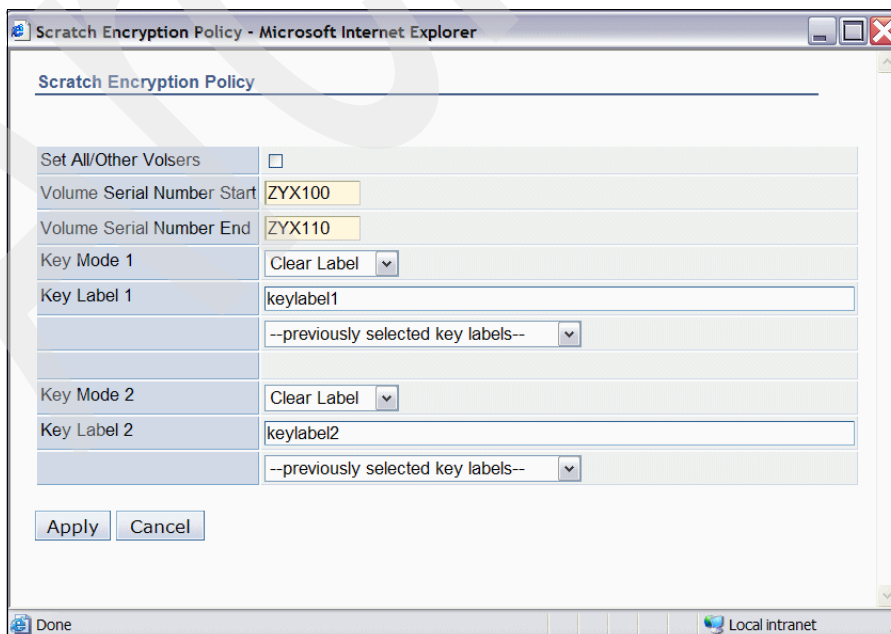 Scratch Encryption Policy - Microsoft Internet Explorer
Scratch Encryption Policy
Set All/Other Volsers
Volume Serial Number Start ZYX100
Volume Serial Number End ZYX110
Key Mode 1 Clear Label
Key Label 1 keylabel1
--previously selected key labels--
Key Mode 2 Clear Label
Key Label 2 keylabel2
--previously selected key labels--
Apply Cancel
Done Local intranet